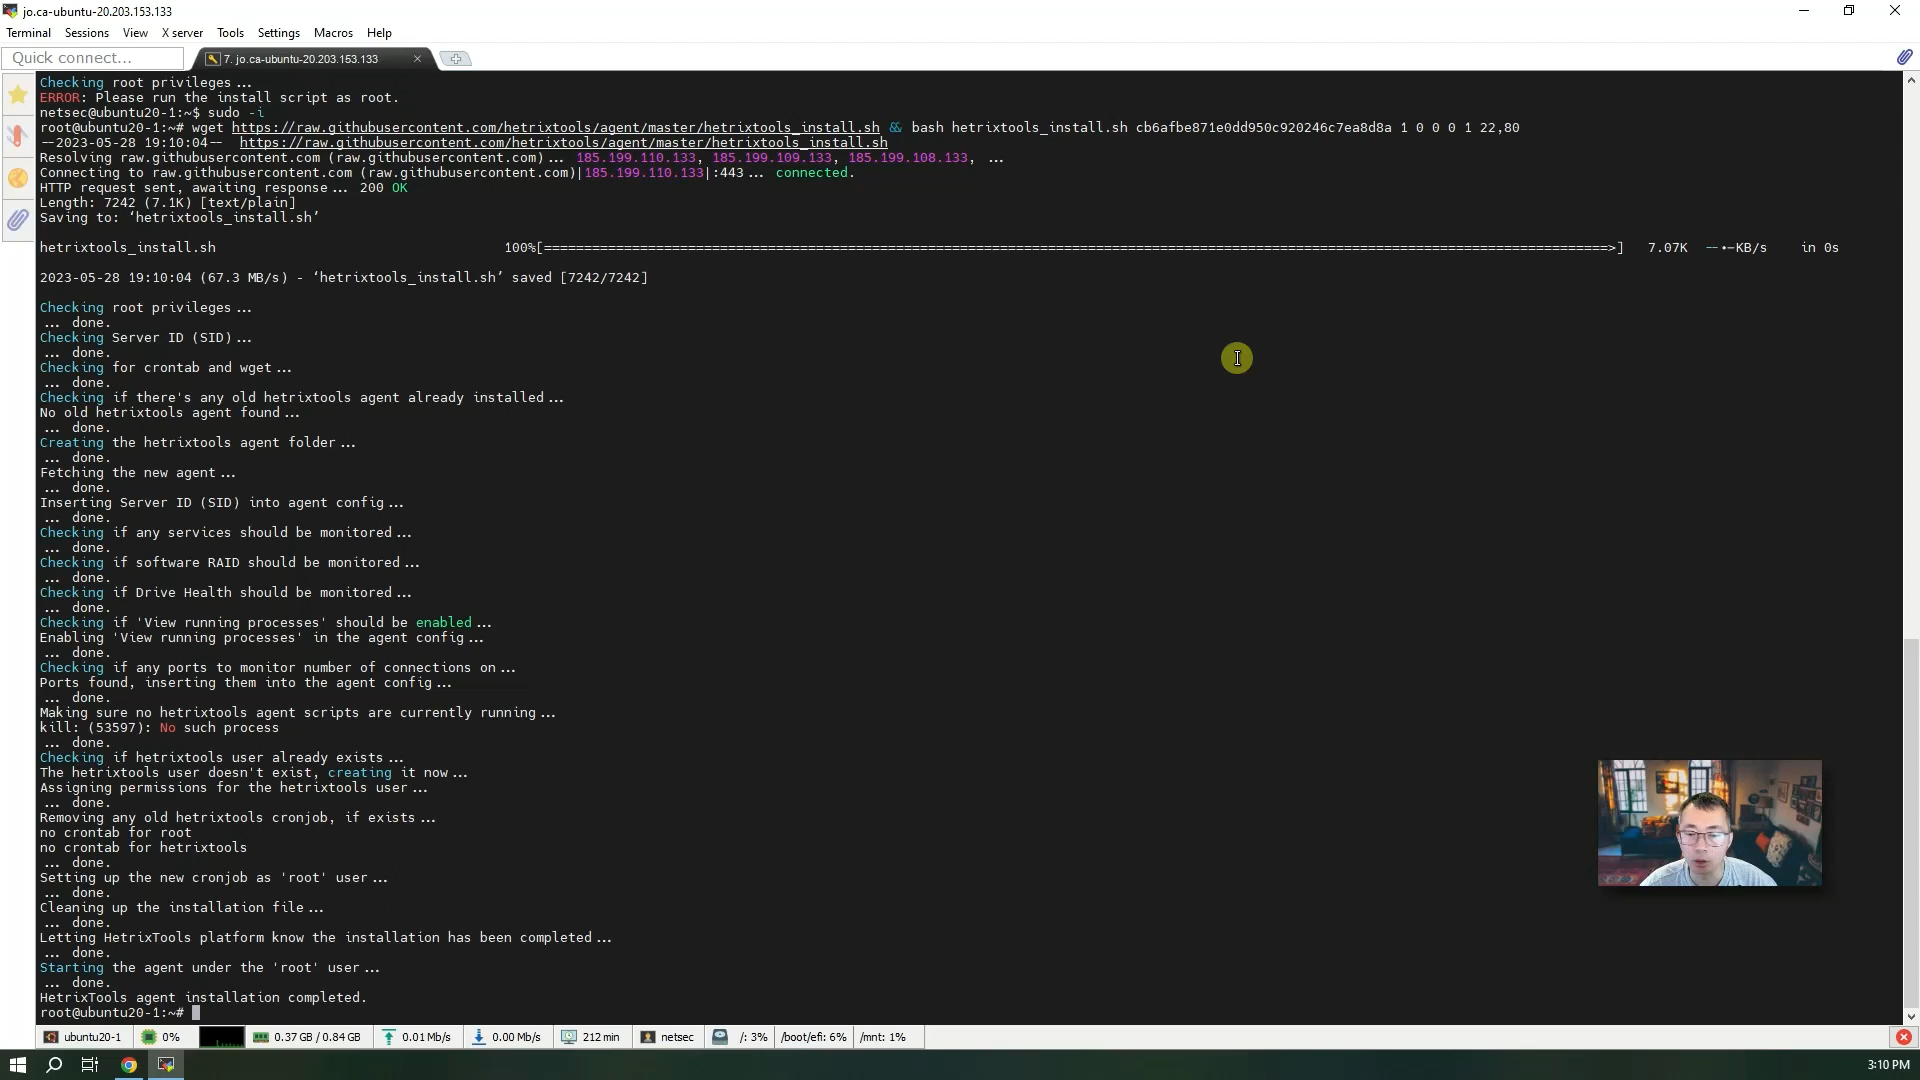 jo.ca-ubuntu-20.203.153.133
Terminal Sessions View X server Tools Settings Macros Help
Quick connect...
7. jo.ca-ubuntu-20.203.153.133
Checking root privileges...
ERROR: Please run the install script as root.
netsec@ubuntu20-1:~$ sudo -i
root@ubuntu20-1:~# wget https://raw.githubusercontent.com/hetrixtools/agent/master/hetrixtools_install.sh && bash hetrixtools_install.sh cb6afbe871e0dd950c920246c7ea8d8a 1 0 0 0 1 22,80
--2023-05-28 19:10:04-- https://raw.githubusercontent.com/hetrixtools/agent/master/hetrixtools_install.sh
Resolving raw.githubusercontent.com (raw.githubusercontent.com)... 185.199.110.133, 185.199.109.133, 185.199.108.133, ...
Connecting to raw.githubusercontent.com (raw.githubusercontent.com)|185.199.110.133|:443... connected.
HTTP request sent, awaiting response... 200 OK
Length: 7242 (7.1K) [text/plain]
Saving to: ‘hetrixtools_install.sh’
hetrixtools_install.sh 100%[=====================================================================================================================================>] 7.07K --.-KB/s in 0s
2023-05-28 19:10:04 (67.3 MB/s) - ‘hetrixtools_install.sh’ saved [7242/7242]
Checking root privileges...
... done.
Checking Server ID (SID)...
... done.
Checking for crontab and wget...
... done.
Checking if there's any old hetrixtools agent already installed...
No old hetrixtools agent found...
... done.
Creating the hetrixtools agent folder...
... done.
Fetching the new agent...
... done.
Inserting Server ID (SID) into agent config...
... done.
Checking if any services should be monitored...
... done.
Checking if software RAID should be monitored...
... done.
Checking if Drive Health should be monitored...
... done.
Checking if 'View running processes' should be enabled...
Enabling 'View running processes' in the agent config...
... done.
Checking if any ports to monitor number of connections on...
Ports found, inserting them into the agent config...
... done.
Making sure no hetrixtools agent scripts are currently running...
kill: (53597): No such process
... done.
Checking if hetrixtools user already exists...
The hetrixtools user doesn't exist, creating it now...
Assigning permissions for the hetrixtools user...
... done.
Removing any old hetrixtools cronjob, if exists...
no crontab for root
no crontab for hetrixtools
... done.
Setting up the new cronjob as 'root' user...
... done.
Cleaning up the installation file...
... done.
Letting HetrixTools platform know the installation has been completed...
... done.
Starting the agent under the 'root' user...
... done.
HetrixTools agent installation completed.
root@ubuntu20-1:~#
ubuntu20-1 0% 0.37 GB / 0.84 GB 0.01 Mb/s 0.00 Mb/s 212 min netsec /: 3% /boot/efi: 6% /mnt: 1%
3:10 PM